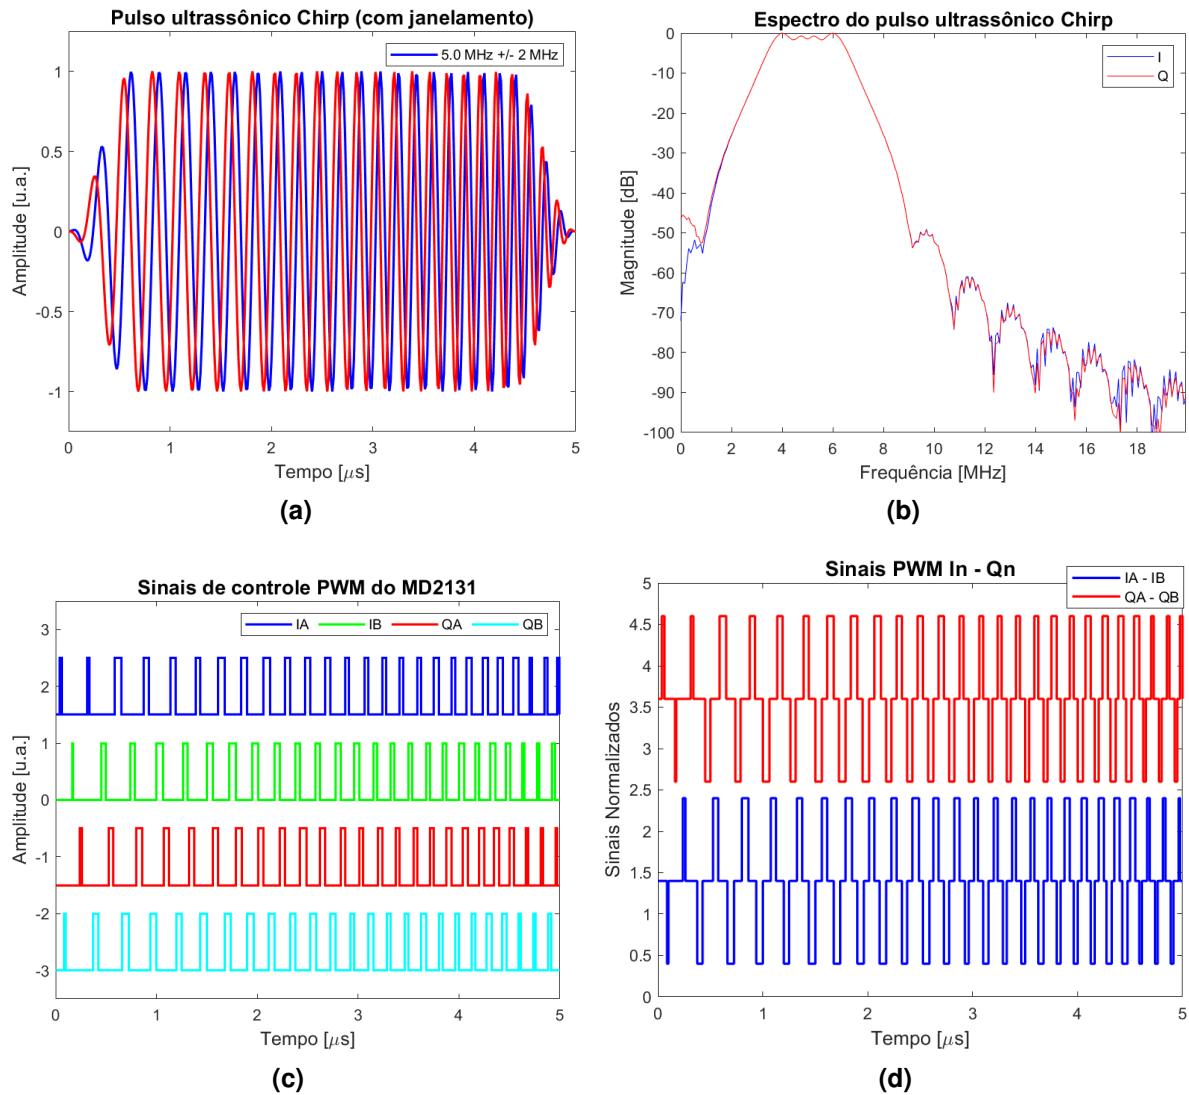 Pulso ultrassônico Chirp (com janelamento)
5.0 MHz +/- 2 MHz
1
0.5
0
-0.5
-1
Amplitude [u.a.]
0 1 2 3 4 5
Tempo [μs]
(a)
Espectro do pulso ultrassônico Chirp
I
Q
0
-10
-20
-30
-40
-50
-60
-70
-80
-90
-100
Magnitude [dB]
0 2 4 6 8 10 12 14 16 18
Frequência [MHz]
(b)
Sinais de controle PWM do MD2131
IA IB QA QB
3
2
1
0
-1
-2
-3
Amplitude [u.a.]
0 1 2 3 4 5
Tempo [μs]
(c)
Sinais PWM In - Qn
IA - IB
QA - QB
5
4.5
4
3.5
3
2.5
2
1.5
1
0.5
0
Sinais Normalizados
0 1 2 3 4 5
Tempo [μs]
(d)